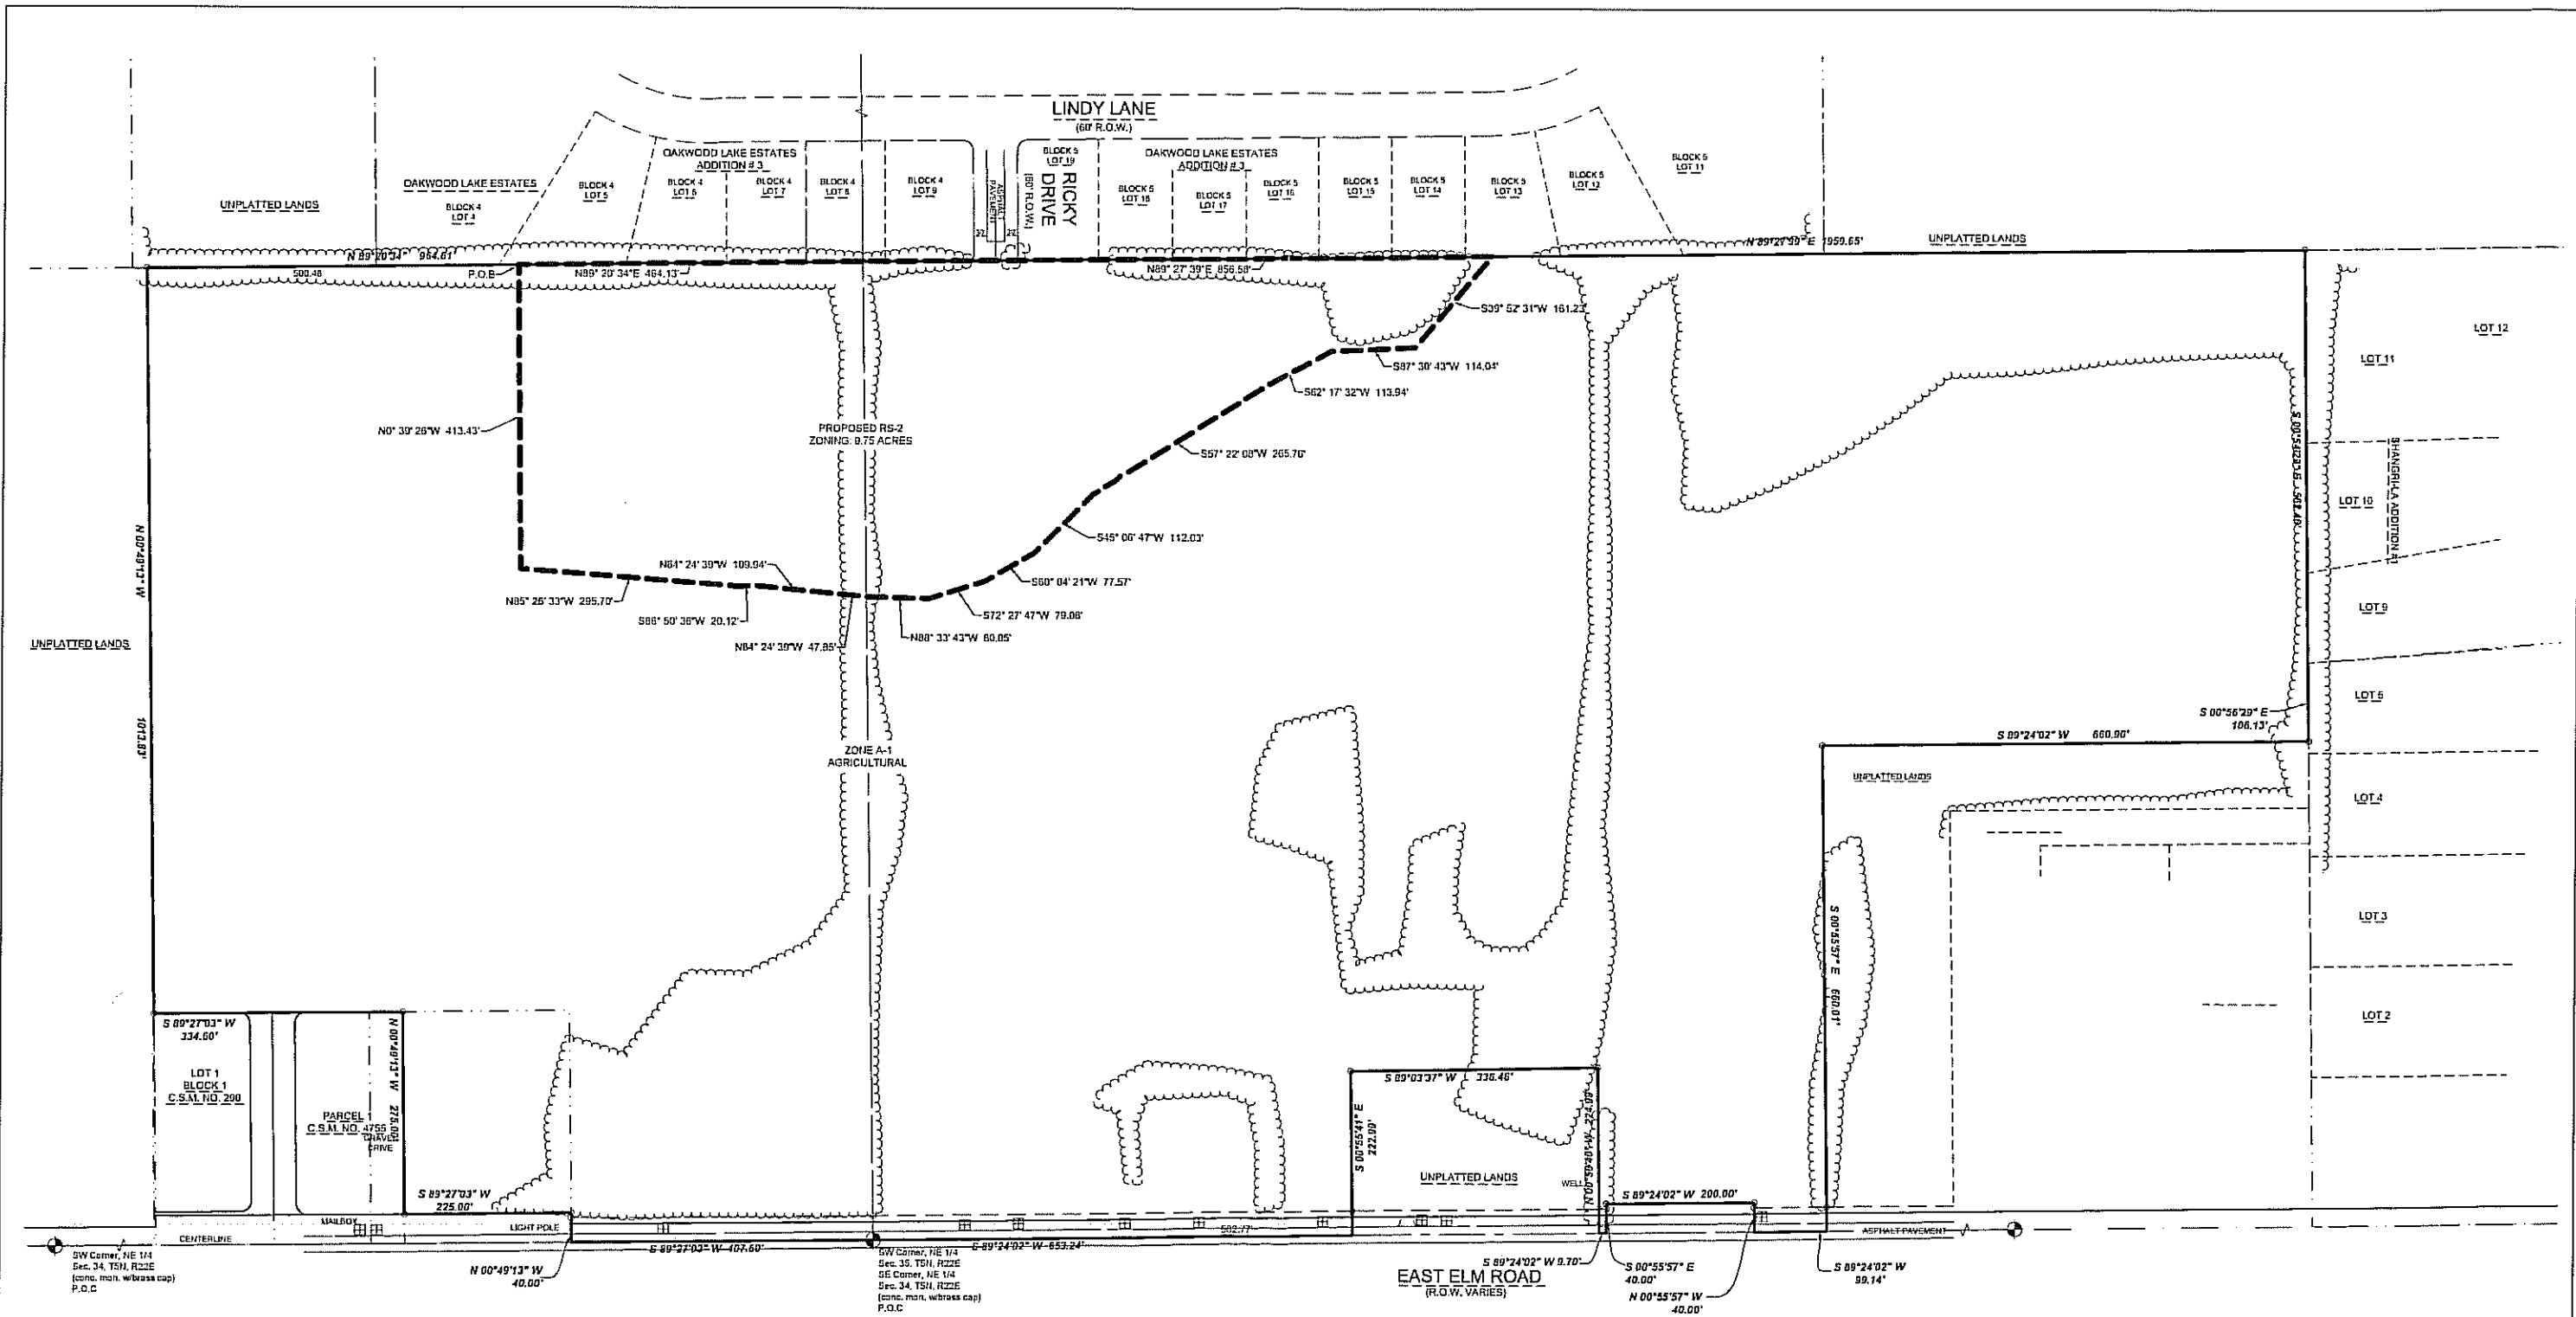 LINDY LANE
(60' R.O.W.)
OAKWOOD LAKE ESTATES
ADDITION # 3
OAKWOOD LAKE ESTATES
ADDITION # 3
OAKWOOD LAKE ESTATES
UNPLATTED LANDS
BLOCK 4
LOT 4
BLOCK 4
LOT 5
BLOCK 4
LOT 6
BLOCK 4
LOT 7
BLOCK 4
LOT 8
BLOCK 4
LOT 9
ASPHALT
PAVEMENT
RICKY
DRIVE
(60' R.O.W.)
BLOCK 5
LOT 19
BLOCK 5
LOT 18
BLOCK 5
LOT 17
BLOCK 5
LOT 16
BLOCK 5
LOT 15
BLOCK 5
LOT 14
BLOCK 5
LOT 13
BLOCK 5
LOT 12
BLOCK 5
LOT 11
UNPLATTED LANDS
N 89°20'34" 964.61'
500.48
P.O.B
N89° 20' 34"E 464.13'
N89° 27' 39"E 856.58'
N 89°27'39" E 1959.65'
S39° 52' 31"W 161.23'
S87° 30' 43"W 114.04'
S62° 17' 32"W 113.94'
S57° 22' 08"W 265.76'
S45° 06' 47"W 112.03'
S60° 04' 21"W 77.57'
S72° 27' 47"W 79.08'
N88° 33' 43"W 80.05'
N84° 24' 39"W 47.85'
N84° 24' 39"W 109.94'
S86° 50' 36"W 20.12'
N85° 26' 33"W 295.70'
N0° 39' 26"W 413.43'
PROPOSED RS-2
ZONING: 9.75 ACRES
ZONE A-1
AGRICULTURAL
N 00°49'13" W
1013.83'
UNPLATTED LANDS
LOT 12
LOT 11
LOT 10
SHANGRI-LA ADDITION #1
LOT 9
LOT 5
LOT 4
LOT 3
LOT 2
S 00°56'29" E
106.13'
S 89°24'02" W 660.90'
UNPLATTED LANDS
S 00°55'57" E 660.01'
S 89°27'03" W
334.60'
LOT 1
BLOCK 1
C.S.M. NO. 290
PARCEL 1
C.S.M. NO. 4755
GRAVEL
DRIVE
N 00°49'13" W 275.00'
S 89°27'03" W
225.00'
MAILBOX
LIGHT POLE
CENTERLINE
S 89°03'37" W 336.46'
S 00°55'41" E
222.00'
UNPLATTED LANDS
WELL
S 89°24'02" W 200.00'
ASPHALT PAVEMENT
SW Corner, NE 1/4
Sec. 34, T5N, R22E
(conc. mon. w/brass cap)
P.O.C
N 00°49'13" W
40.00'
S 89°27'03" W 407.60'
SW Corner, NE 1/4
Sec. 35, T5N, R22E
SE Corner, NE 1/4
Sec. 34, T5N, R22E
(conc. mon. w/brass cap)
P.O.C
S 89°24'02" W 653.24'
582.77'
EAST ELM ROAD
(R.O.W. VARIES)
S 89°24'02" W 9.70'
S 00°55'57" E
40.00'
N 00°55'57" W
40.00'
S 89°24'02" W
99.14'